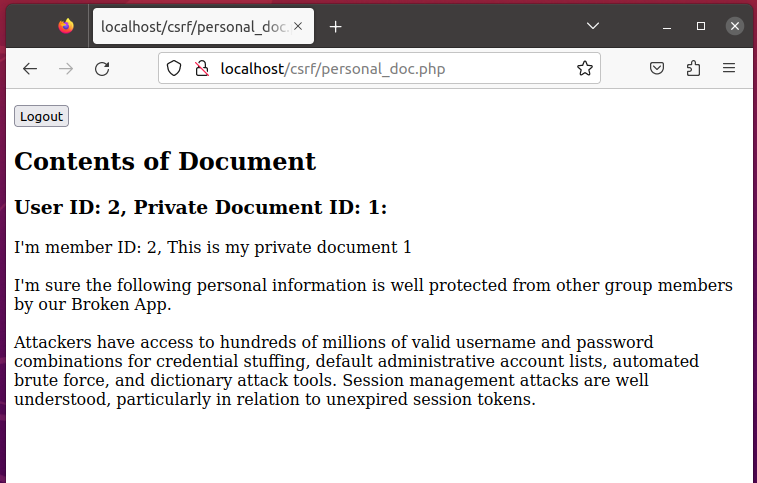 localhost/csrf/personal_doc.
localhost/csrf/personal_doc.php
Logout
Contents of Document
User ID: 2, Private Document ID: 1:
I'm member ID: 2, This is my private document 1
I'm sure the following personal information is well protected from other group members
by our Broken App.
Attackers have access to hundreds of millions of valid username and password
combinations for credential stuffing, default administrative account lists, automated
brute force, and dictionary attack tools. Session management attacks are well
understood, particularly in relation to unexpired session tokens.